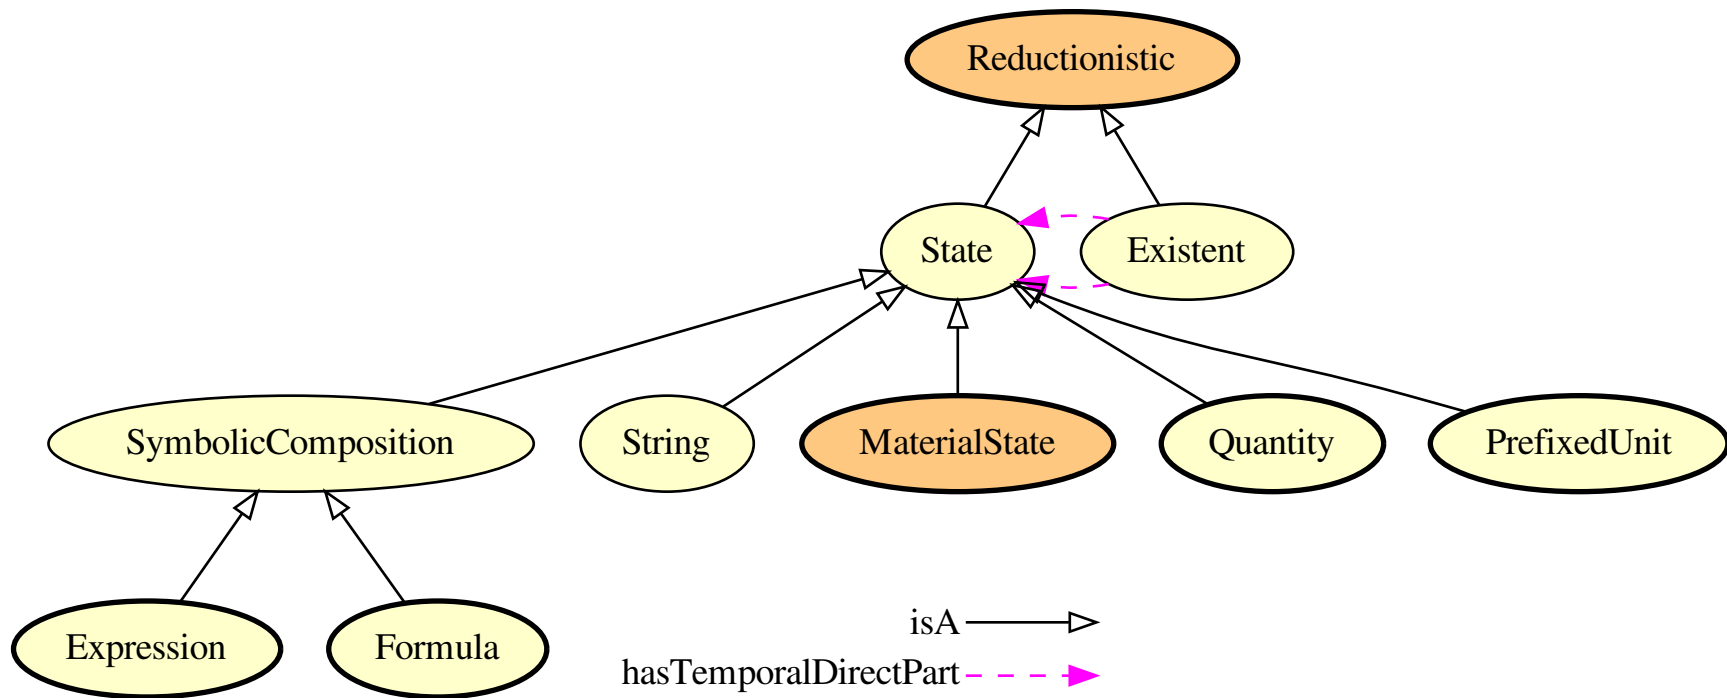 Reductionistic
State
Existent
SymbolicComposition
String
MaterialState
Quantity
PrefixedUnit
Expression
Formula
isA
hasTemporalDirectPart